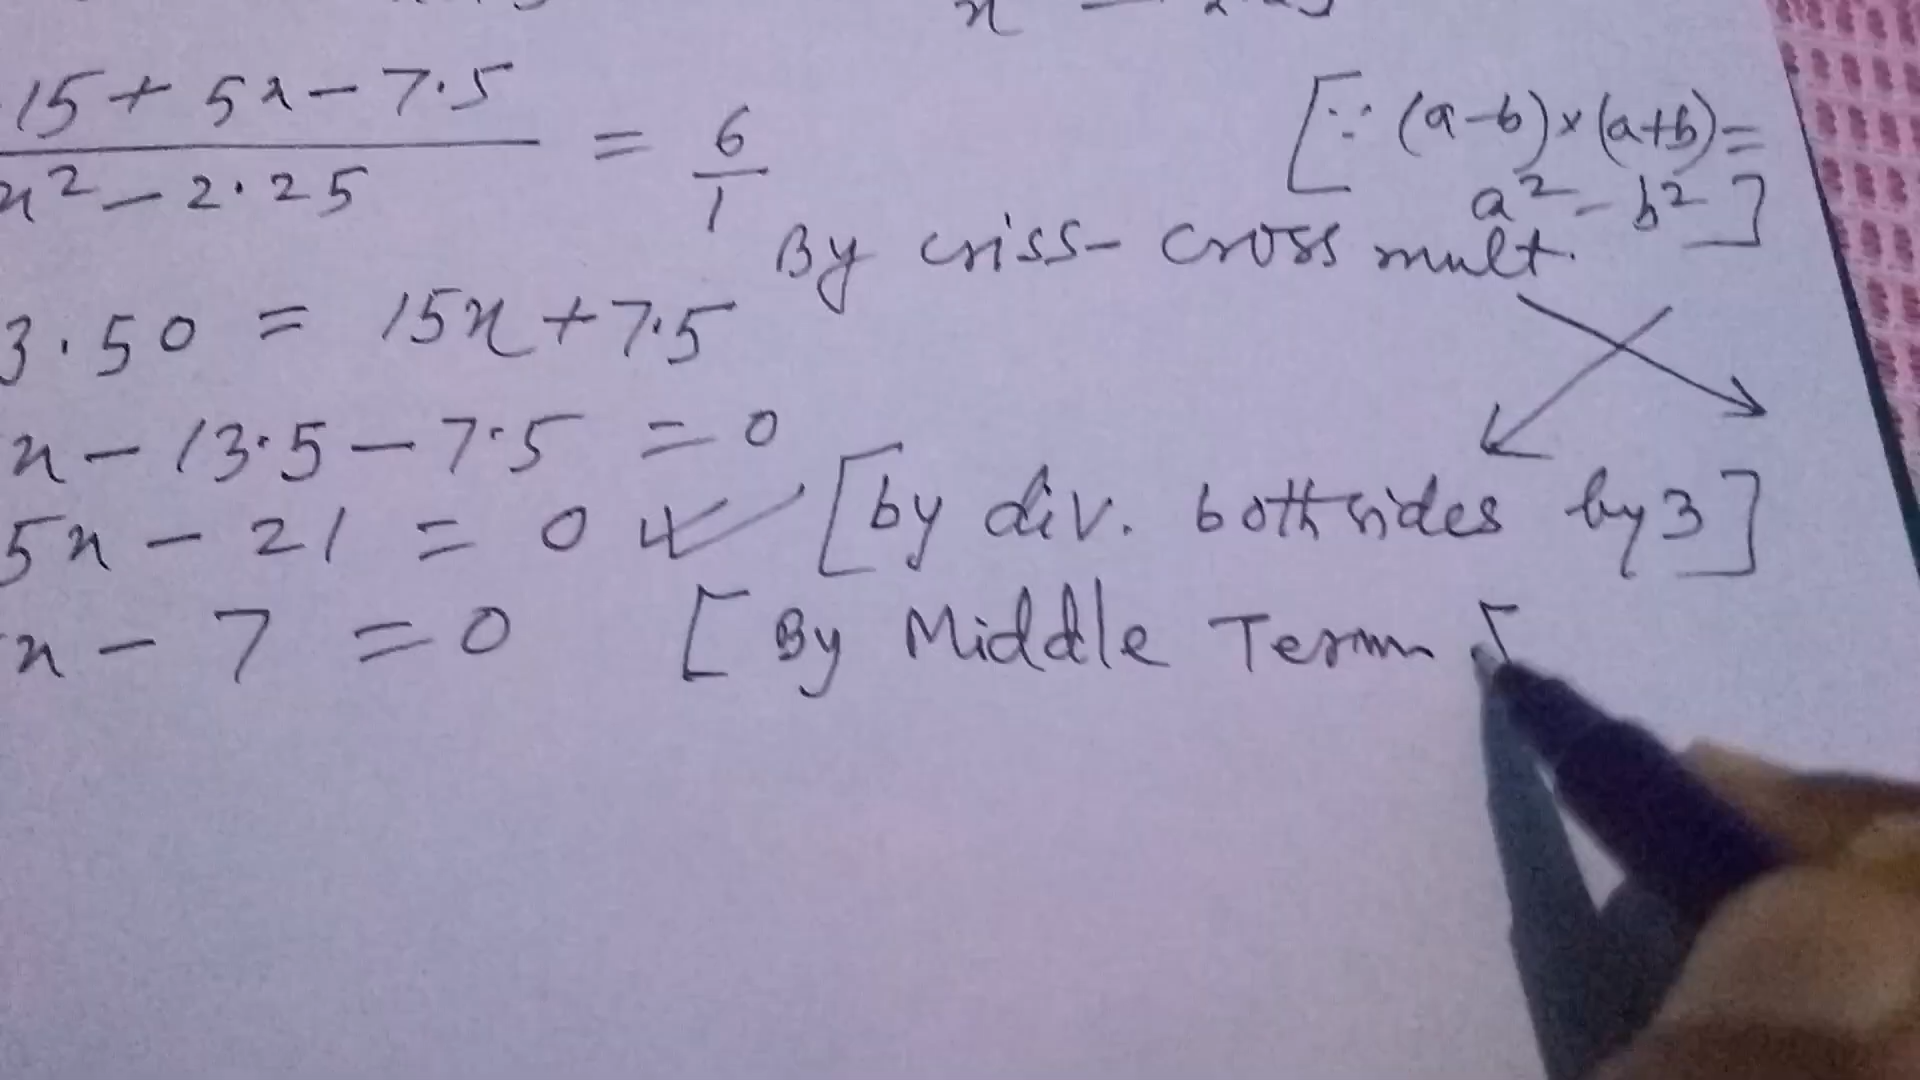 15 + 5x - 7.5
x² - 2.25
= 6/1
[∵ (a-b)×(a+b)=
a² - b²]
By criss-cross mult.
3.50 = 15x + 7.5
x - 13.5 - 7.5 = 0
5x - 21 = 0 [by div. both sides by 3]
x - 7 = 0 [By Middle Term